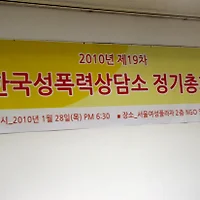 2010년 제19차
한국성폭력상담소 정기총
일시_2010년 1월 28일(목) PM 6:30 ● 장소_서울여성플라자 2층 NGO